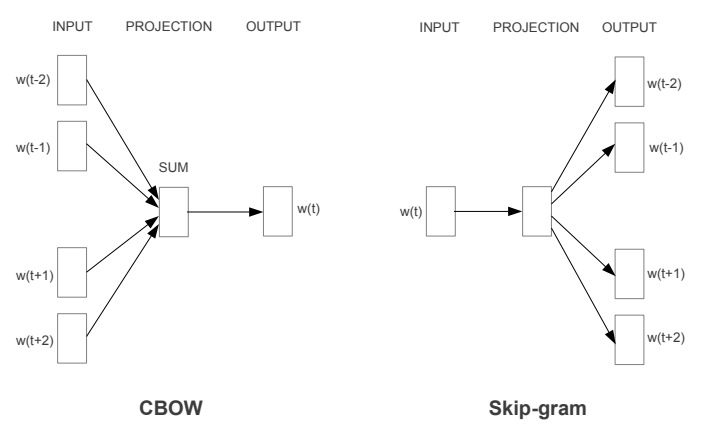 INPUT PROJECTION OUTPUT
w(t-2)
w(t-1)
SUM
w(t)
w(t+1)
w(t+2)
CBOW
INPUT PROJECTION OUTPUT
w(t-2)
w(t-1)
w(t)
w(t+1)
w(t+2)
Skip-gram